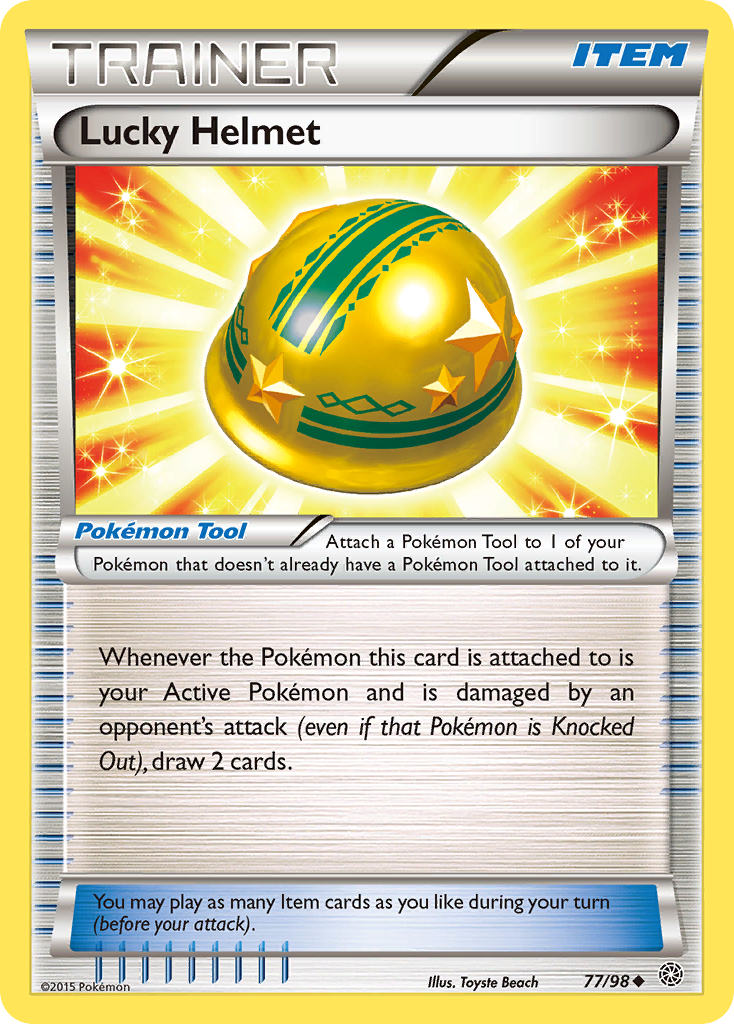 TRAINER
ITEM
Lucky Helmet
Pokémon Tool
Attach a Pokémon Tool to 1 of your
Pokémon that doesn't already have a Pokémon Tool attached to it.
Whenever the Pokémon this card is attached to is
your Active Pokémon and is damaged by an
opponent's attack (even if that Pokémon is Knocked
Out), draw 2 cards.
You may play as many Item cards as you like during your turn
(before your attack).
©2015 Pokémon
Illus. Toyste Beach
77/98